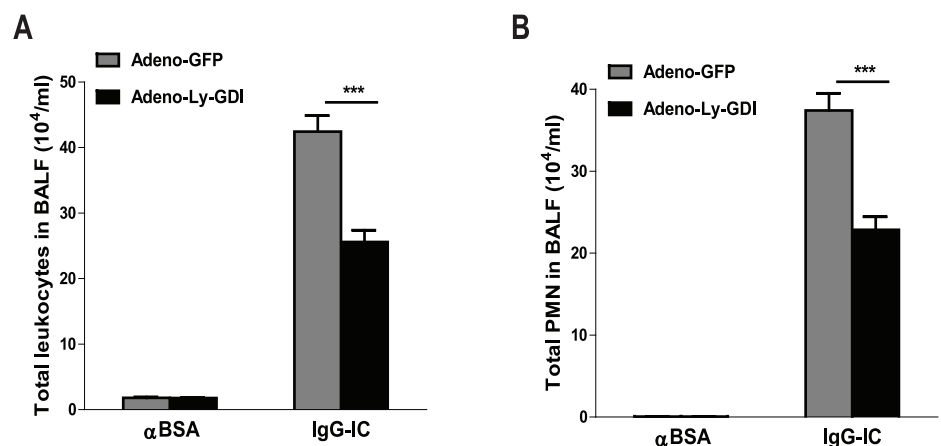 A
Adeno-GFP
Adeno-Ly-GDI
Total leukocytes in BALF (10⁴/ml)
50
40
30
20
10
0
***
αBSA
IgG-IC
B
Adeno-GFP
Adeno-Ly-GDI
Total PMN in BALF (10⁴/ml)
40
30
20
10
0
***
αBSA
IgG-IC